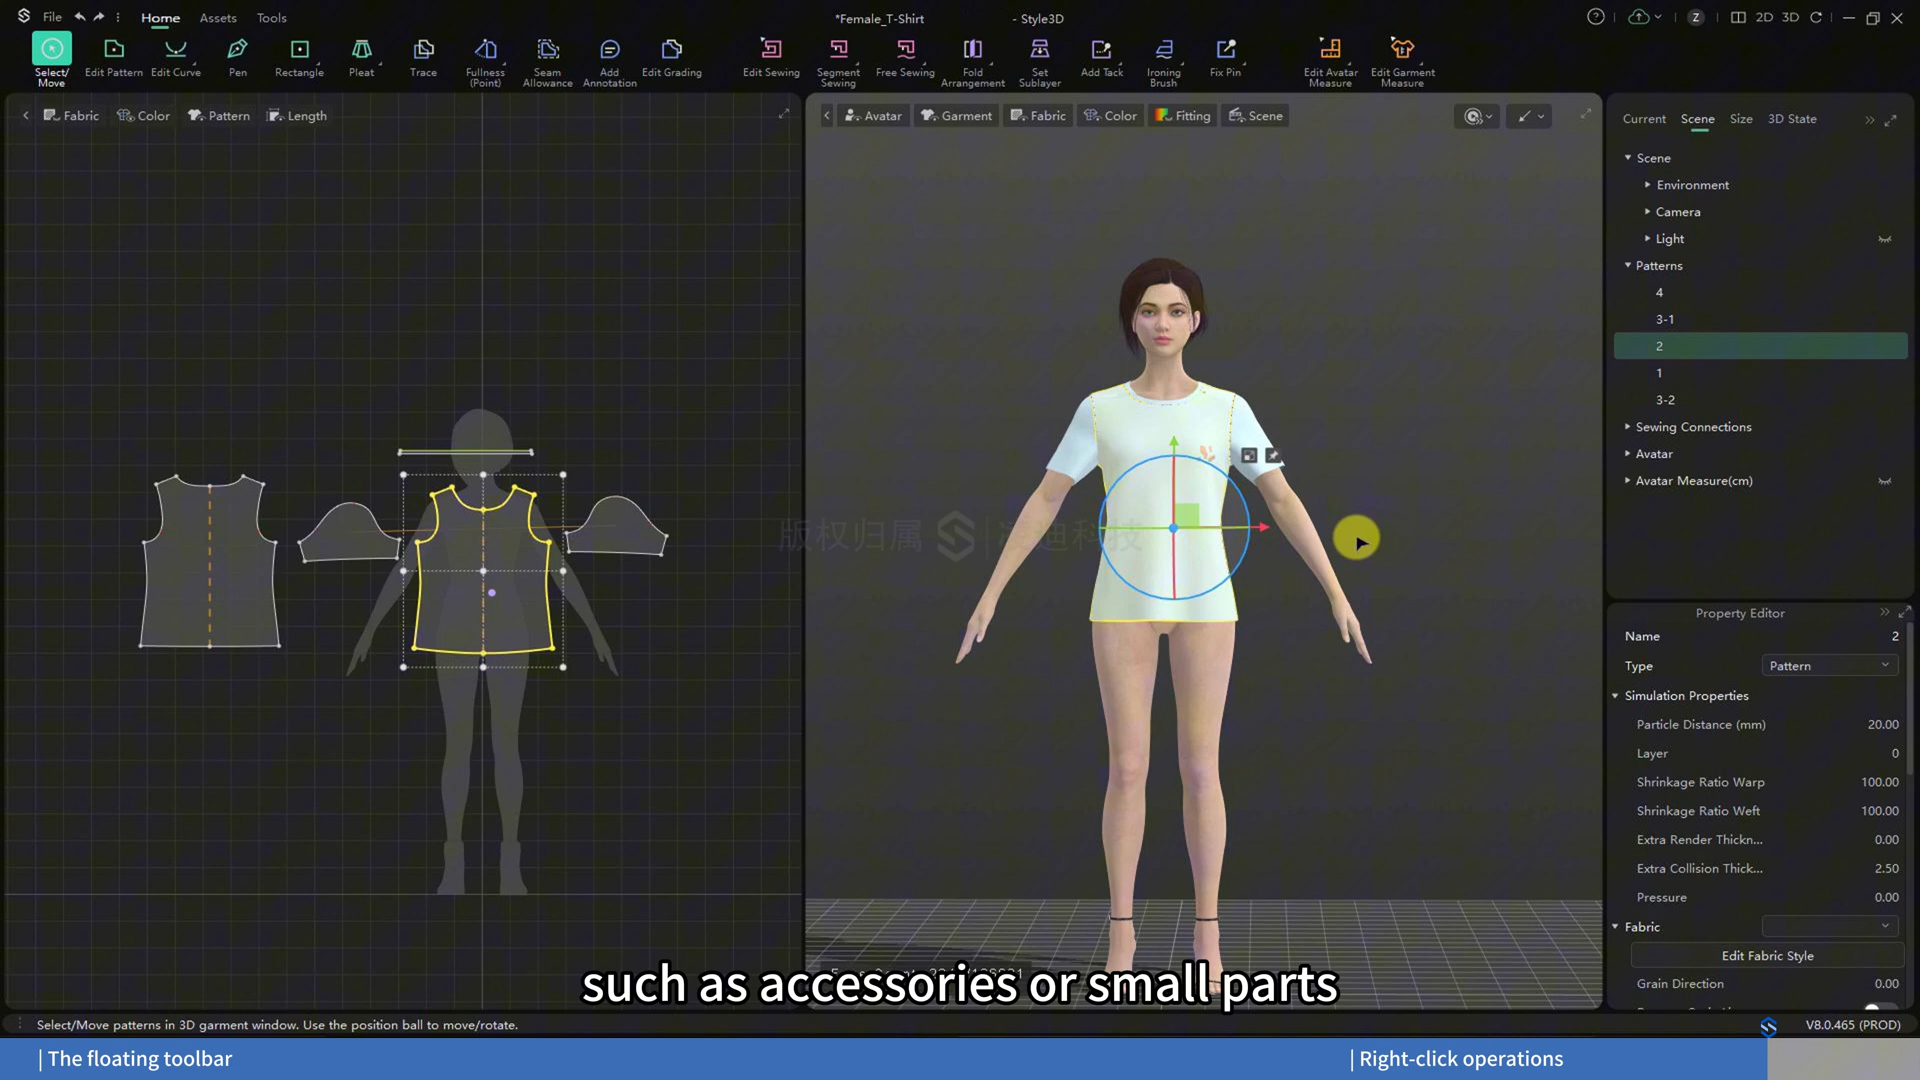 File
Home
Assets
Tools
*Female_T-Shirt
- Style3D
Z
2D
3D
Select/
Move
Edit Pattern
Edit Curve
Pen
Rectangle
Pleat
Trace
Fullness
(Point)
Seam
Allowance
Add
Annotation
Edit Grading
Edit Sewing
Segment
Sewing
Free Sewing
Fold
Arrangement
Set
Sublayer
Add Tack
Ironing
Brush
Fix Pin
Edit Avatar
Measure
Edit Garment
Measure
Fabric
Color
Pattern
Length
Avatar
Garment
Fabric
Color
Fitting
Scene
Current
Scene
Size
3D State
Scene
Environment
Camera
Light
Patterns
4
3-1
2
1
3-2
Sewing Connections
Avatar
Avatar Measure(cm)
版权归属
迪科技
Property Editor
Name 2
Type Pattern
Simulation Properties
Particle Distance (mm) 20.00
Layer 0
Shrinkage Ratio Warp 100.00
Shrinkage Ratio Weft 100.00
Extra Render Thickn... 0.00
Extra Collision Thick... 2.50
Pressure 0.00
Fabric
Edit Fabric Style
Grain Direction 0.00
such as accessories or small parts
Select/Move patterns in 3D garment window. Use the position ball to move/rotate.
V8.0.465 (PROD)
| The floating toolbar
| Right-click operations